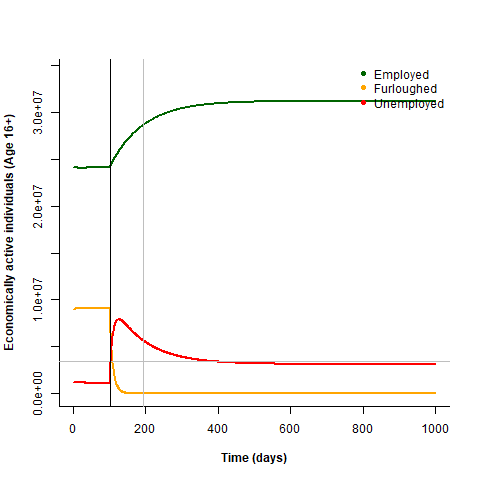 Employed
Furloughed
Unemployed
Economically active individuals (Age 16+)
3.0e+07
2.0e+07
1.0e+07
0.0e+00
0 200 400 600 800 1000
Time (days)